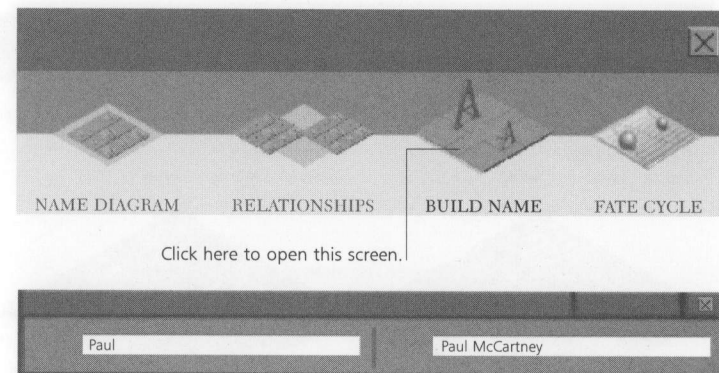 NAME DIAGRAM RELATIONSHIPS BUILD NAME FATE CYCLE
Click here to open this screen.
Paul Paul McCartney